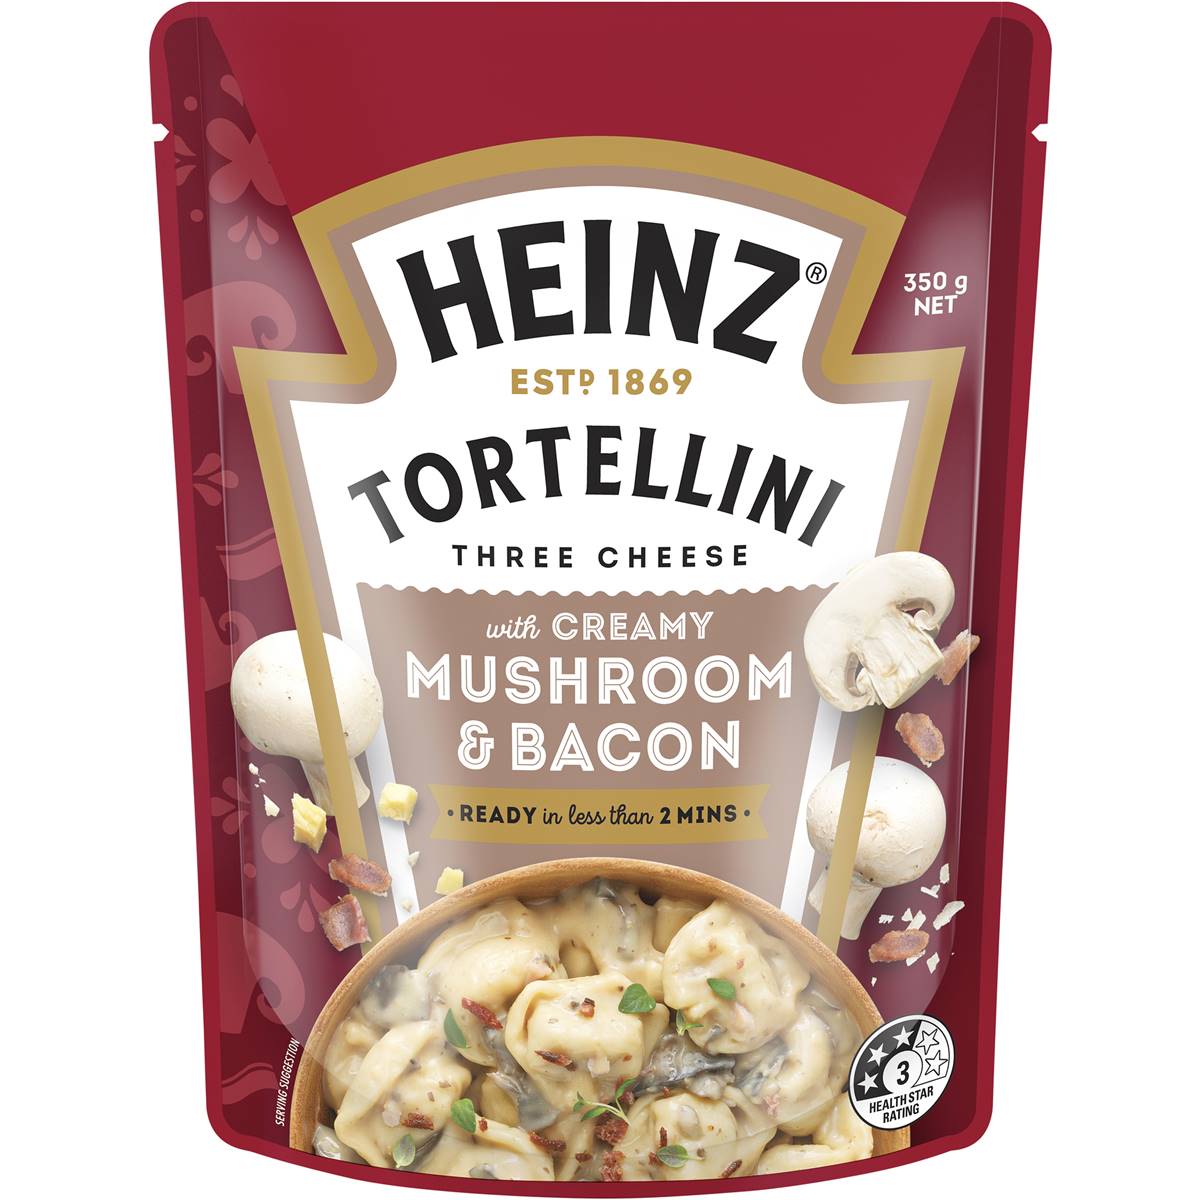 HEINZ®
350 g
NET
ESTD 1869
TORTELLINI
THREE CHEESE
with CREAMY
MUSHROOM
& BACON
• READY in less than 2 MINS •
3
HEALTH STAR
RATING
SERVING SUGGESTION